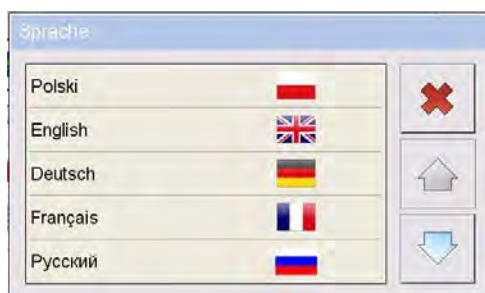 Sprache
Polski
English
Deutsch
Français
Русский